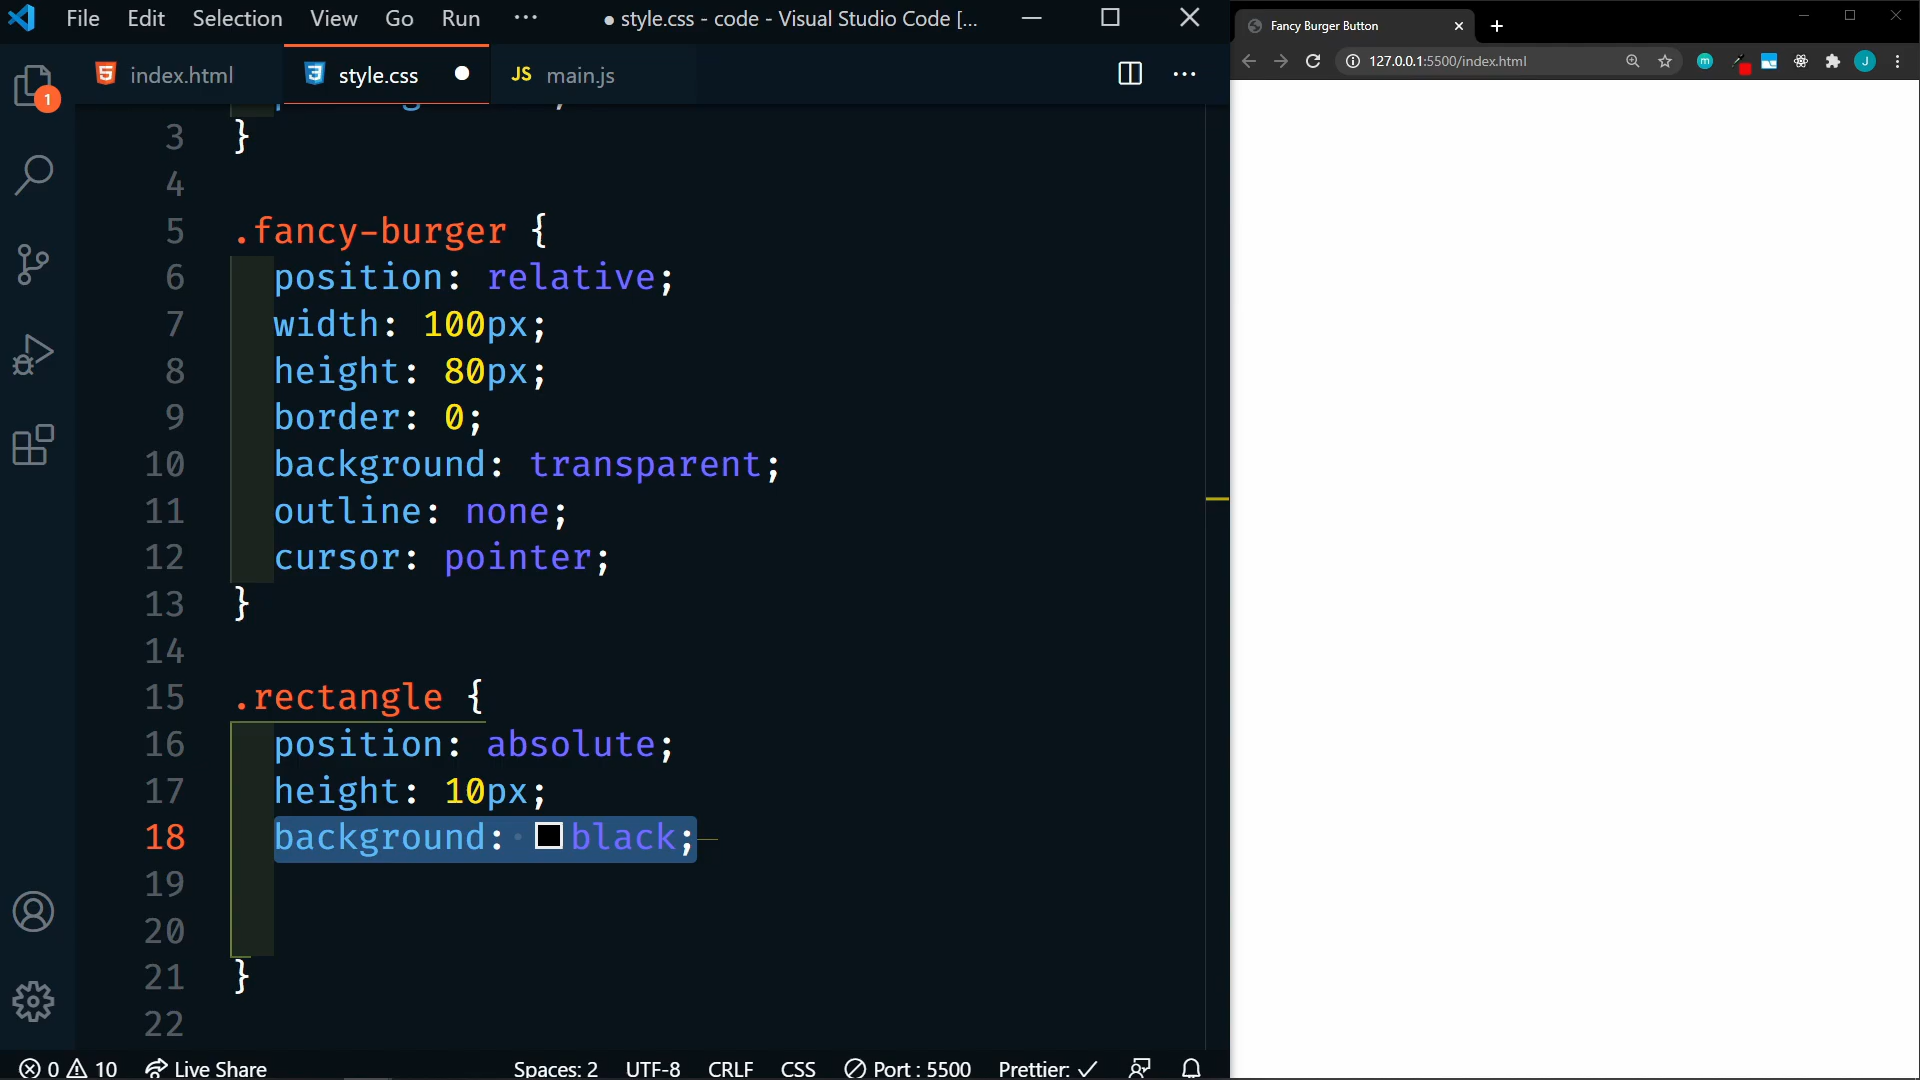 File Edit Selection View Go Run ··· ● style.css - code - Visual Studio Code [...
Fancy Burger Button
127.0.0.1:5500/index.html
m
J
1
index.html
style.css
JS main.js
3 }
4
5 .fancy-burger {
6 position: relative;
7 width: 100px;
8 height: 80px;
9 border: 0;
10 background: transparent;
11 outline: none;
12 cursor: pointer;
13 }
14
15 .rectangle {
16 position: absolute;
17 height: 10px;
18 background: black;
19
20
21 }
22
0 10 Live Share Spaces: 2 UTF-8 CRLF CSS Port : 5500 Prettier: ✓